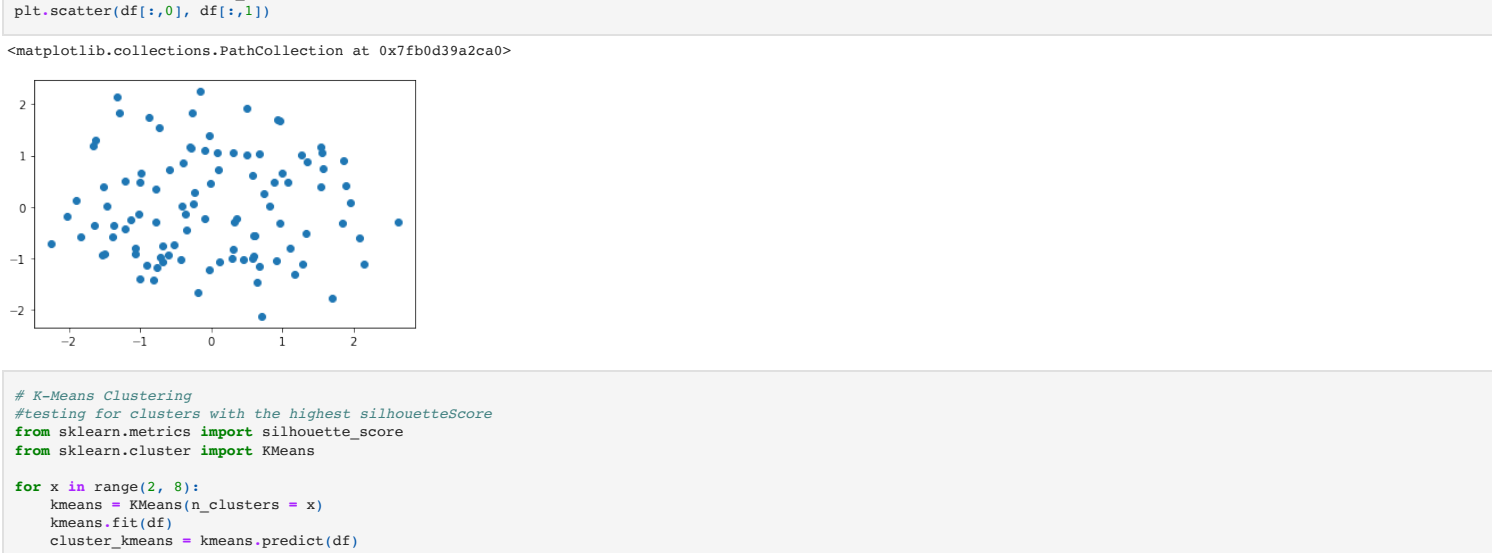 plt.scatter(df[:,0], df[:,1])
<matplotlib.collections.PathCollection at 0x7fb0d39a2ca0>
2
1
0
−1
−2
−2 −1 0 1 2
# K-Means Clustering
#testing for clusters with the highest silhouetteScore
from sklearn.metrics import silhouette_score
from sklearn.cluster import KMeans
for x in range(2, 8):
    kmeans = KMeans(n_clusters = x)
    kmeans.fit(df)
    cluster_kmeans = kmeans.predict(df)